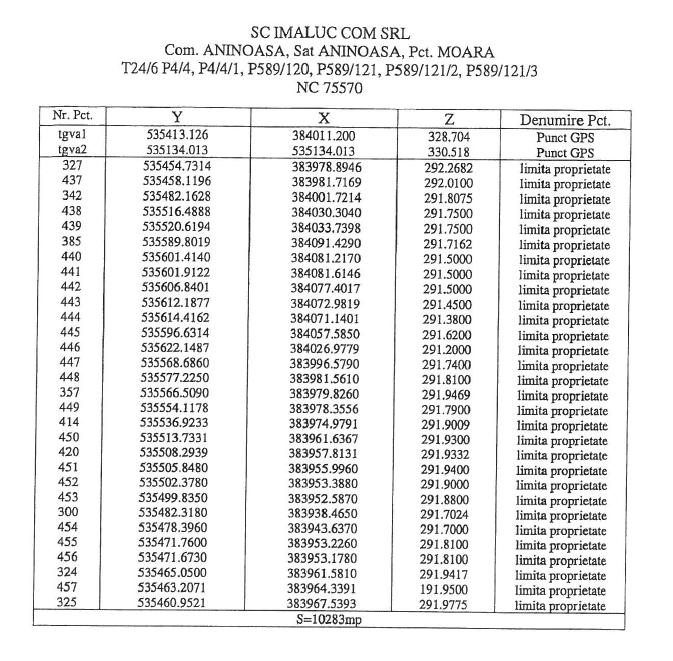 SC IMALUC COM SRL
Com. ANINOASA, Sat ANINOASA, Pct. MOARA
T24/6 P4/4, P4/4/1, P589/120, P589/121, P589/121/2, P589/121/3
NC 75570
Nr. Pct. Y X Z Denumire Pct.
tgva1 535413.126 384011.200 328.704 Punct GPS
tgva2 535134.013 535134.013 330.518 Punct GPS
327 535454.7314 383978.8946 292.2682 limita proprietate
437 535458.1196 383981.7169 292.0100 limita proprietate
342 535482.1628 384001.7214 291.8075 limita proprietate
438 535516.4888 384030.3040 291.7500 limita proprietate
439 535520.6194 384033.7398 291.7500 limita proprietate
385 535589.8019 384091.4290 291.7162 limita proprietate
440 535601.4140 384081.2170 291.5000 limita proprietate
441 535601.9122 384081.6146 291.5000 limita proprietate
442 535606.8401 384077.4017 291.5000 limita proprietate
443 535612.1877 384072.9819 291.4500 limita proprietate
444 535614.4162 384071.1401 291.3800 limita proprietate
445 535596.6314 384057.5850 291.6200 limita proprietate
446 535622.1487 384026.9779 291.2000 limita proprietate
447 535568.6860 383996.5790 291.7400 limita proprietate
448 535577.2250 383981.5610 291.8100 limita proprietate
357 535566.5090 383979.8260 291.9469 limita proprietate
449 535554.1178 383978.3556 291.7900 limita proprietate
414 535536.9233 383974.9791 291.9009 limita proprietate
450 535513.7331 383961.6367 291.9300 limita proprietate
420 535508.2939 383957.8131 291.9332 limita proprietate
451 535505.8480 383955.9960 291.9400 limita proprietate
452 535502.3780 383953.3880 291.9000 limita proprietate
453 535499.8350 383952.5870 291.8800 limita proprietate
300 535482.3180 383938.4650 291.7024 limita proprietate
454 535478.3960 383943.6370 291.7000 limita proprietate
455 535471.7600 383953.2260 291.8100 limita proprietate
456 535471.6730 383953.1780 291.8100 limita proprietate
324 535465.0500 383961.5810 291.9417 limita proprietate
457 535463.2071 383964.3391 191.9500 limita proprietate
325 535460.9521 383967.5393 291.9775 limita proprietate
S=10283mp